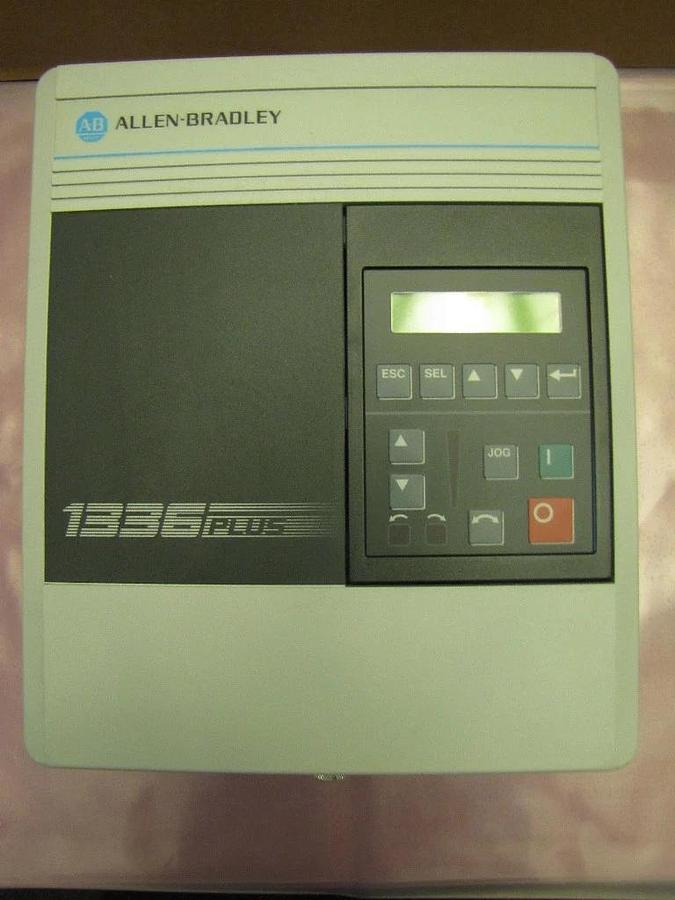 AB ALLEN-BRADLEY
1336 PLUS
ESC SEL
JOG I
O